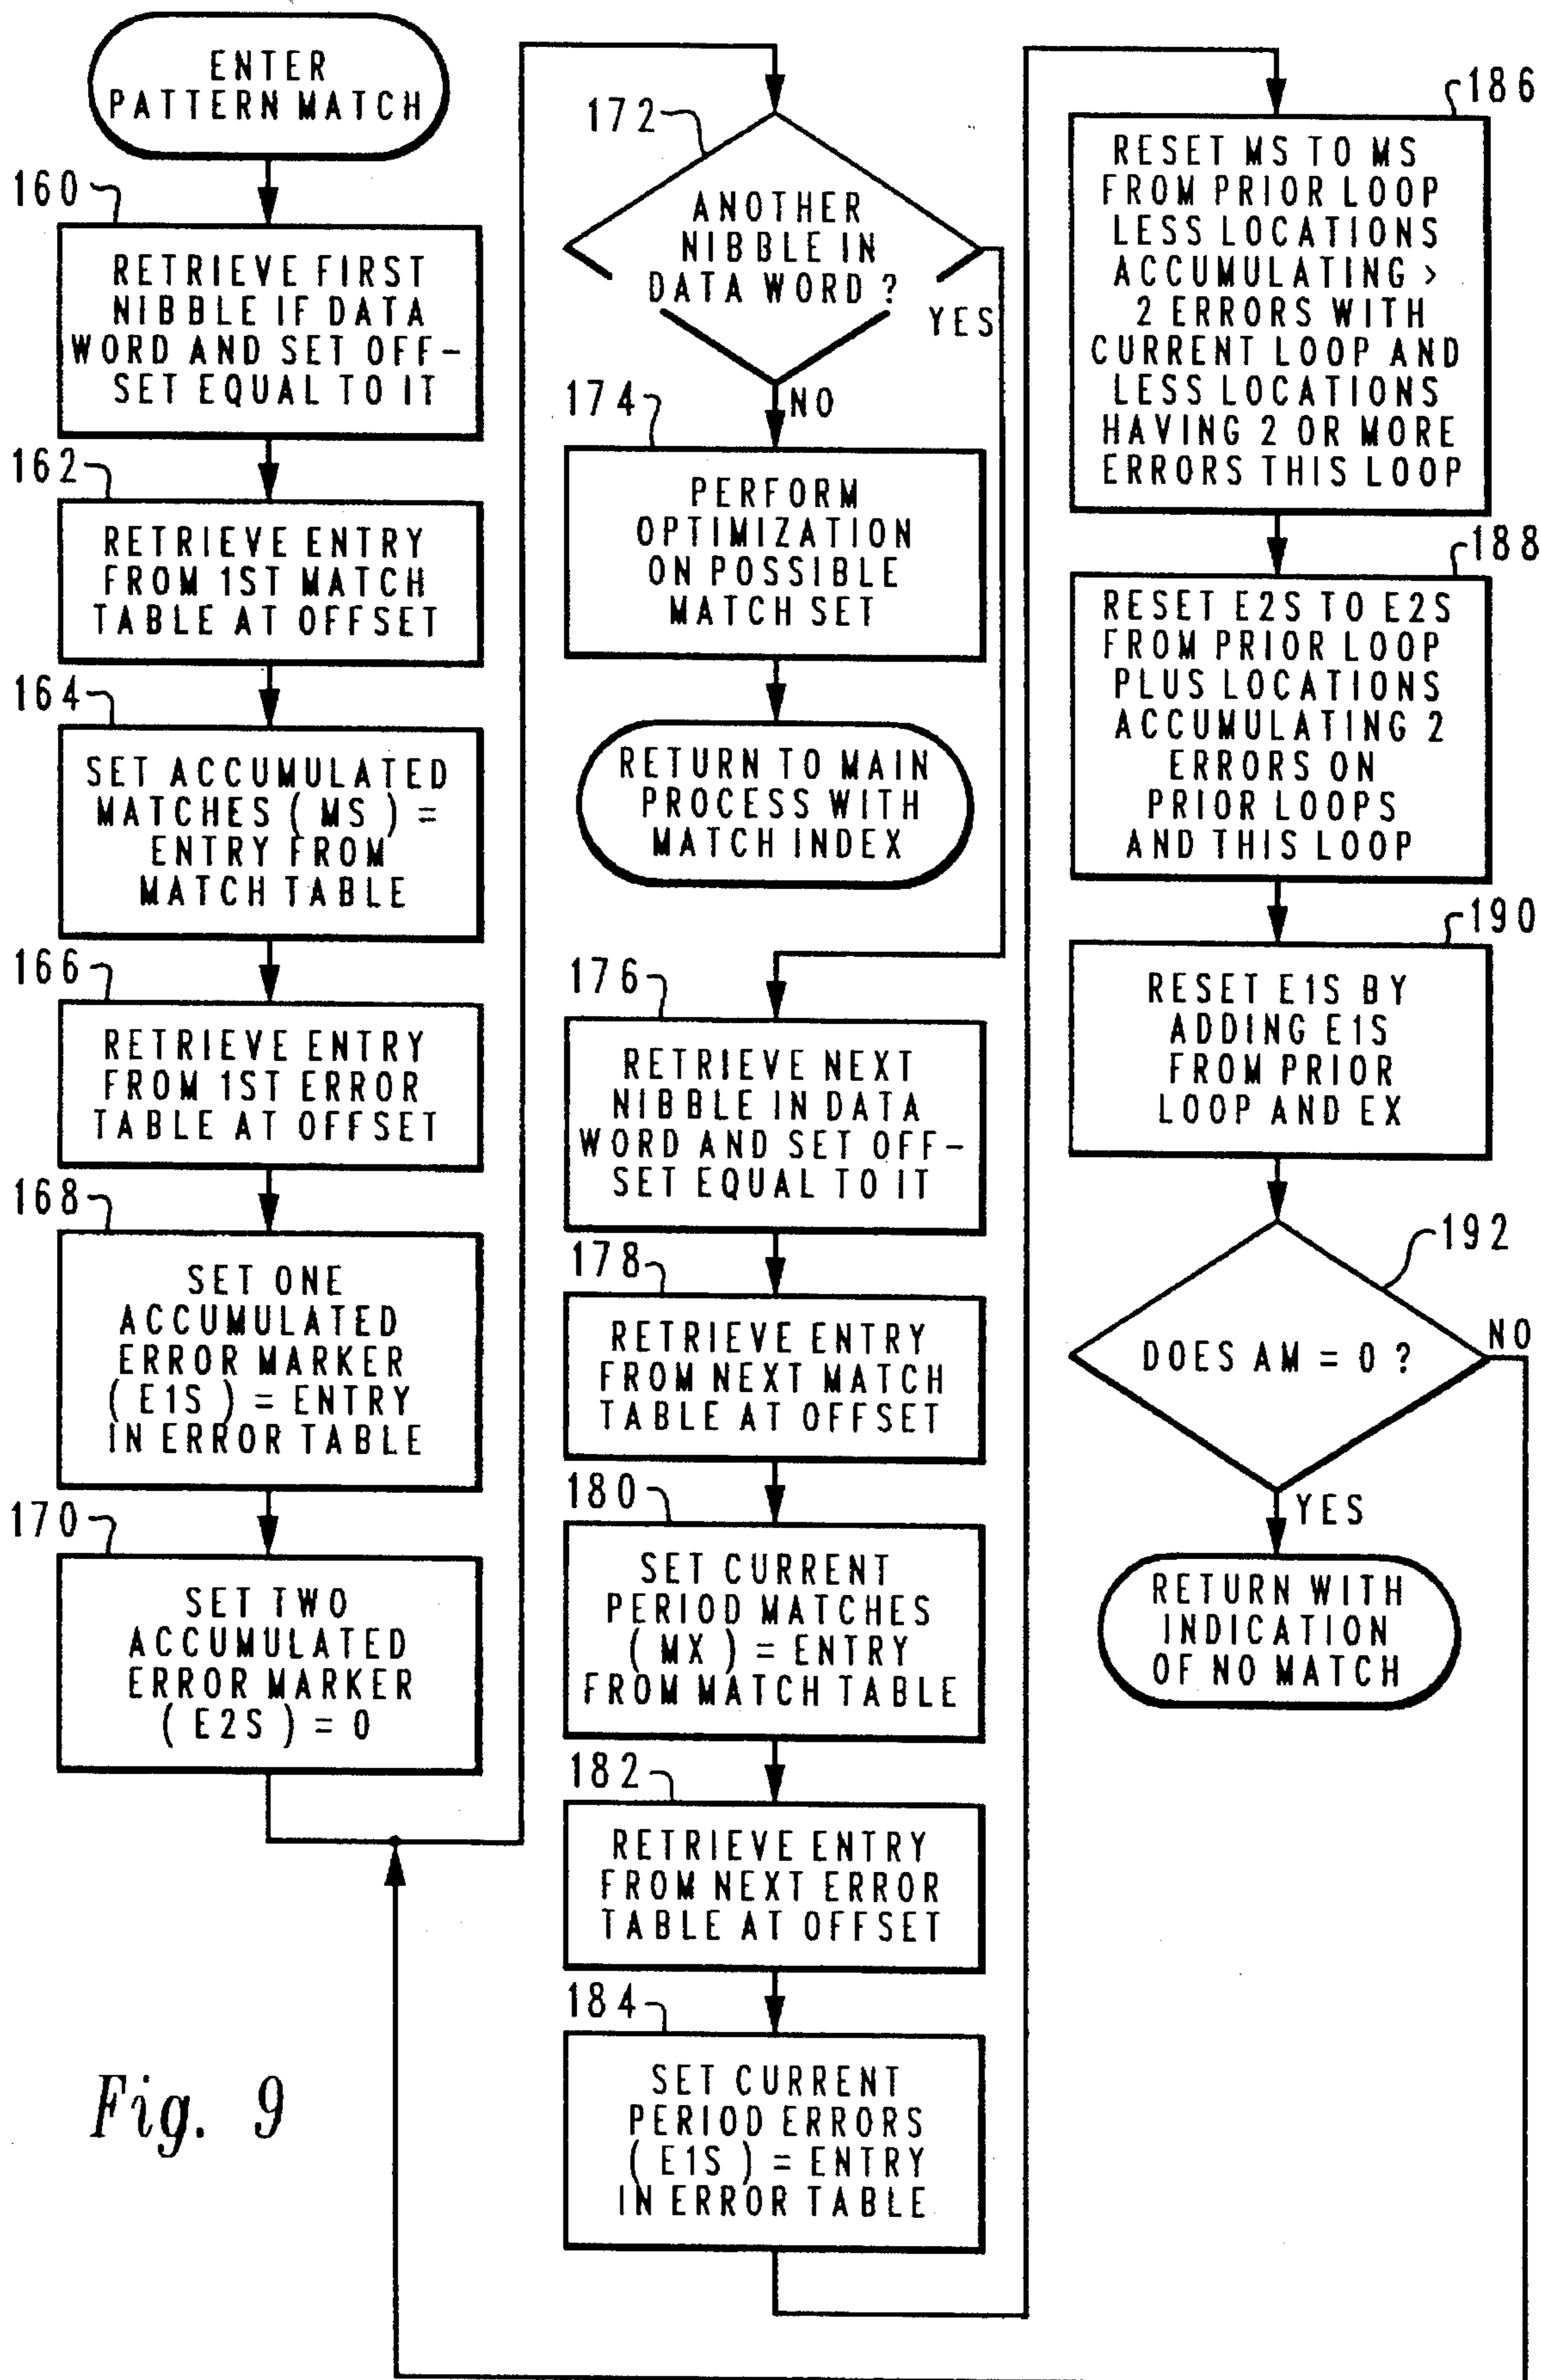 ENTER
PATTERN MATCH
160
RETRIEVE FIRST
NIBBLE IF DATA
WORD AND SET OFF-
SET EQUAL TO IT
162
RETRIEVE ENTRY
FROM 1ST MATCH
TABLE AT OFFSET
164
SET ACCUMULATED
MATCHES (MS) =
ENTRY FROM
MATCH TABLE
166
RETRIEVE ENTRY
FROM 1ST ERROR
TABLE AT OFFSET
168
SET ONE
ACCUMULATED
ERROR MARKER
(E1S) = ENTRY
IN ERROR TABLE
170
SET TWO
ACCUMULATED
ERROR MARKER
(E2S) = 0
172
ANOTHER
NIBBLE IN
DATA WORD ?
YES
NO
174
PERFORM
OPTIMIZATION
ON POSSIBLE
MATCH SET
RETURN TO MAIN
PROCESS WITH
MATCH INDEX
176
RETRIEVE NEXT
NIBBLE IN DATA
WORD AND SET OFF-
SET EQUAL TO IT
178
RETRIEVE ENTRY
FROM NEXT MATCH
TABLE AT OFFSET
180
SET CURRENT
PERIOD MATCHES
(MX) = ENTRY
FROM MATCH TABLE
182
RETRIEVE ENTRY
FROM NEXT ERROR
TABLE AT OFFSET
184
SET CURRENT
PERIOD ERRORS
(E1S) = ENTRY
IN ERROR TABLE
186
RESET MS TO MS
FROM PRIOR LOOP
LESS LOCATIONS
ACCUMULATING >
2 ERRORS WITH
CURRENT LOOP AND
LESS LOCATIONS
HAVING 2 OR MORE
ERRORS THIS LOOP
188
RESET E2S TO E2S
FROM PRIOR LOOP
PLUS LOCATIONS
ACCUMULATING 2
ERRORS ON
PRIOR LOOPS
AND THIS LOOP
190
RESET E1S BY
ADDING E1S
FROM PRIOR
LOOP AND EX
192
DOES AM = 0 ?
NO
YES
RETURN WITH
INDICATION
OF NO MATCH
Fig. 9